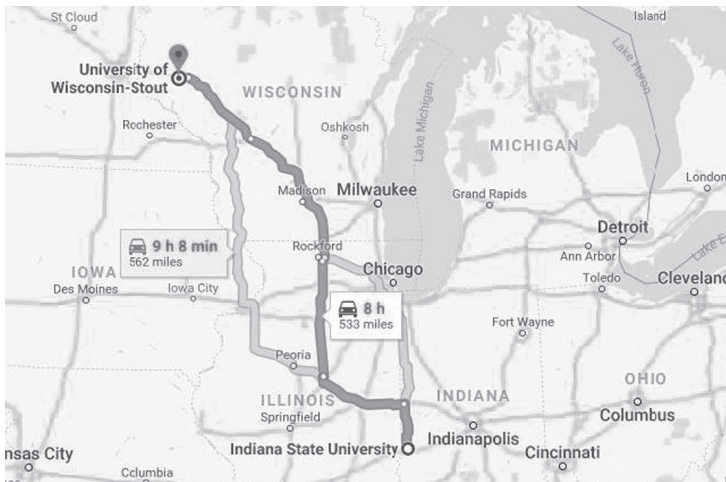 St Cloud
Island
University of
Wisconsin-Stout
WISCONSIN
Lake Huron
Rochester
Oshkosh
Lake Michigan
MICHIGAN
Madison
Milwaukee
Grand Rapids
London
Detroit
9 h 8 min
562 miles
Rockford
Ann Arbor
Lake E
IOWA
Chicago
Toledo
Cleveland
Des Moines
Iowa City
8 h
533 miles
Fort Wayne
Peoria
OHIO
ILLINOIS
INDIANA
Springfield
Columbus
Indiana State University
Indianapolis
nsas City
Cincinnati
Columbia